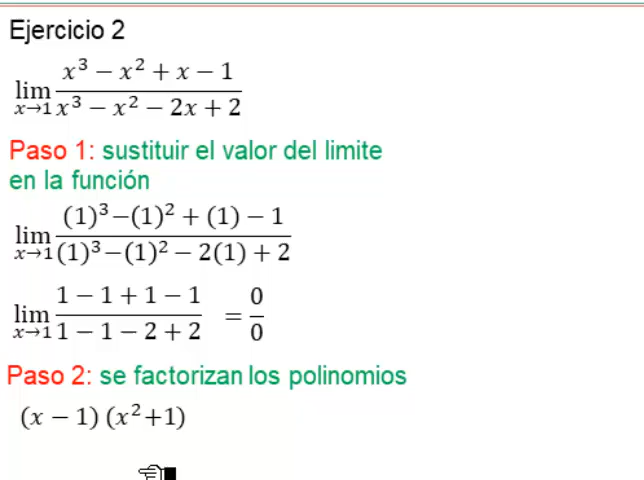 Ejercicio 2
lim x→1 (x³ − x² + x − 1)/(x³ − x² − 2x + 2)
Paso 1: sustituir el valor del limite
en la función
lim x→1 ((1)³−(1)² + (1) − 1)/((1)³−(1)² − 2(1) + 2)
lim x→1 (1 − 1 + 1 − 1)/(1 − 1 − 2 + 2) = 0/0
Paso 2: se factorizan los polinomios
(x − 1) (x²+1)